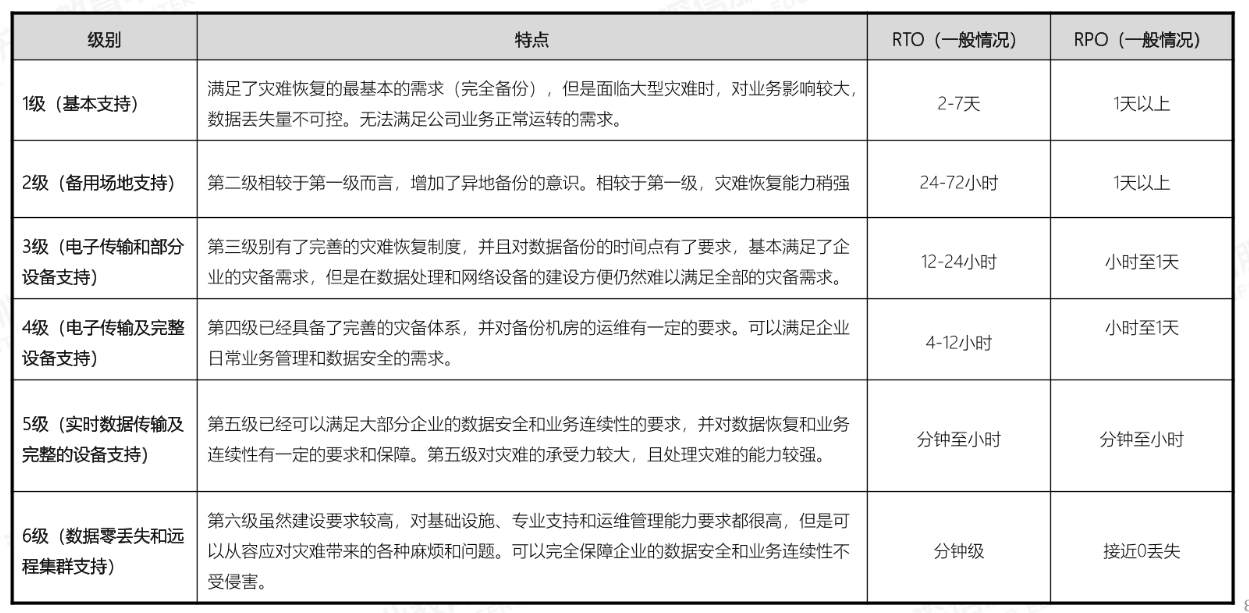 级别 特点 RTO（一般情况） RPO（一般情况）
1级（基本支持）
满足了灾难恢复的最基本的需求（完全备份），但是面临大型灾难时，对业务影响较大，
数据丢失量不可控。无法满足公司业务正常运转的需求。
2-7天
1天以上
2级（备用场地支持）
第二级相较于第一级而言，增加了异地备份的意识。相较于第一级，灾难恢复能力稍强
24-72小时
1天以上
3级（电子传输和部分
设备支持）
第三级别有了完善的灾难恢复制度，并且对数据备份的时间点有了要求，基本满足了企
业的灾备需求，但是在数据处理和网络设备的建设方便仍然难以满足全部的灾备需求。
12-24小时
小时至1天
4级（电子传输及完整
设备支持）
第四级已经具备了完善的灾备体系，并对备份机房的运维有一定的要求。可以满足企业
日常业务管理和数据安全的需求。
4-12小时
小时至1天
5级（实时数据传输及
完整的设备支持）
第五级已经可以满足大部分企业的数据安全和业务连续性的要求，并对数据恢复和业务
连续性有一定的要求和保障。第五级对灾难的承受力较大，且处理灾难的能力较强。
分钟至小时
分钟至小时
6级（数据零丢失和远
程集群支持）
第六级虽然建设要求较高，对基础设施、专业支持和运维管理能力要求都很高，但是可
以从容应对灾难带来的各种麻烦和问题。可以完全保障企业的数据安全和业务连续性不
受侵害。
分钟级
接近0丢失